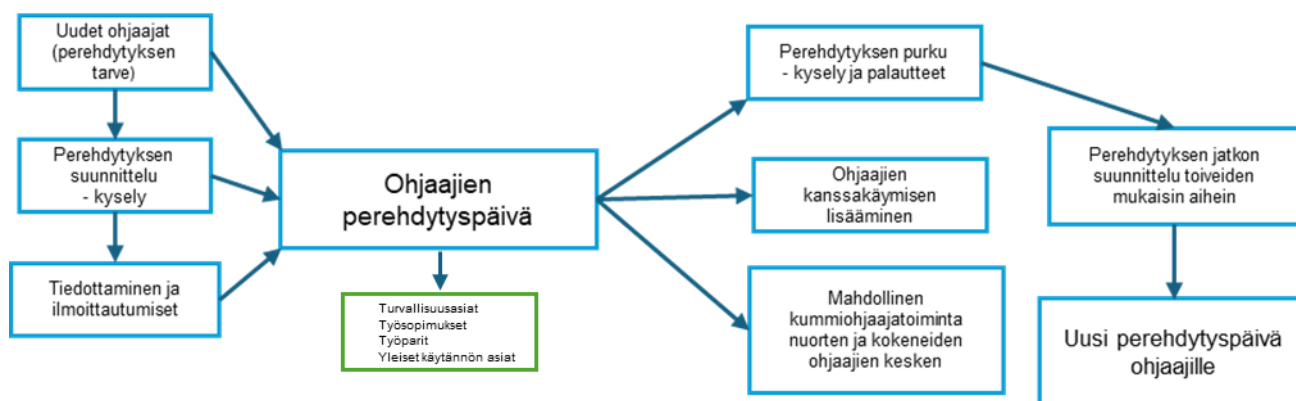 Uudet ohjaajat
(perehdytyksen
tarve)
Perehdytyksen
suunnittelu
- kysely
Tiedottaminen ja
ilmoittautumiset
Ohjaajien
perehdytyspäivä
Turvallisuusasiat
Työsopimukset
Työparit
Yleiset käytännön asiat
Perehdytyksen purku
- kysely ja palautteet
Ohjaajien
kanssakäymisen
lisääminen
Mahdollinen
kummiohjaajatoiminta
nuorten ja kokeneiden
ohjaajien kesken
Perehdytyksen jatkon
suunnittelu toiveiden
mukaisin aihein
Uusi perehdytyspäivä
ohjaajille